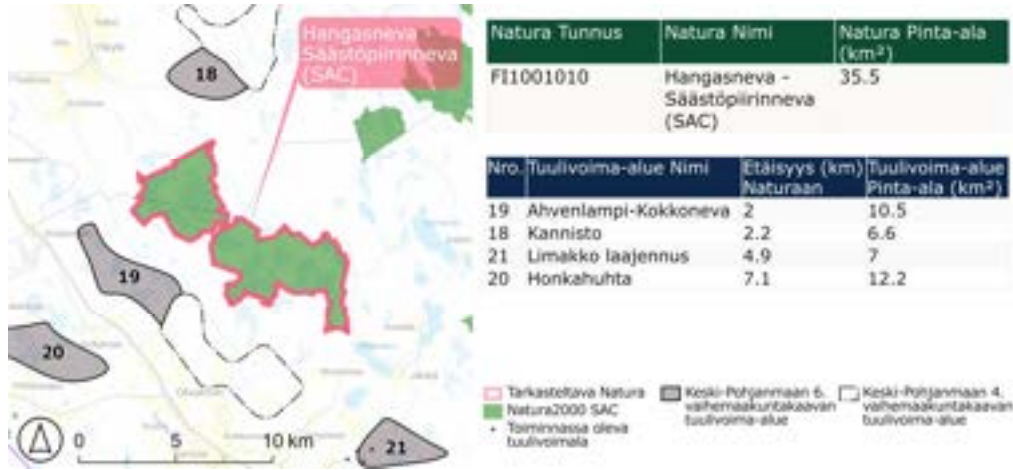 Hangasneva
Säästöpiirinneva
(SAC)
18
19
20
21
0 5 10 km
Natura Tunnus Natura Nimi Natura Pinta-ala
(km²)
FI1001010 Hangasneva - 35.5
Säästöpiirinneva
(SAC)
Nro. Tuulivoima-alue Nimi Etäisyys (km) Tuulivoima-alue
Naturaan Pinta-ala (km²)
19 Ahvenlampi-Kokkoneva 2 10.5
18 Kannisto 2.2 6.6
21 Limakko laajennus 4.9 7
20 Honkahuhta 7.1 12.2
Tarkasteltava Natura
Natura2000 SAC
Toiminnassa oleva
tuulivoimala
Keski-Pohjanmaan 6.
vaihemaakuntakaavan
tuulivoima-alue
Keski-Pohjanmaan 4.
vaihemaakuntakaavan
tuulivoima-alue